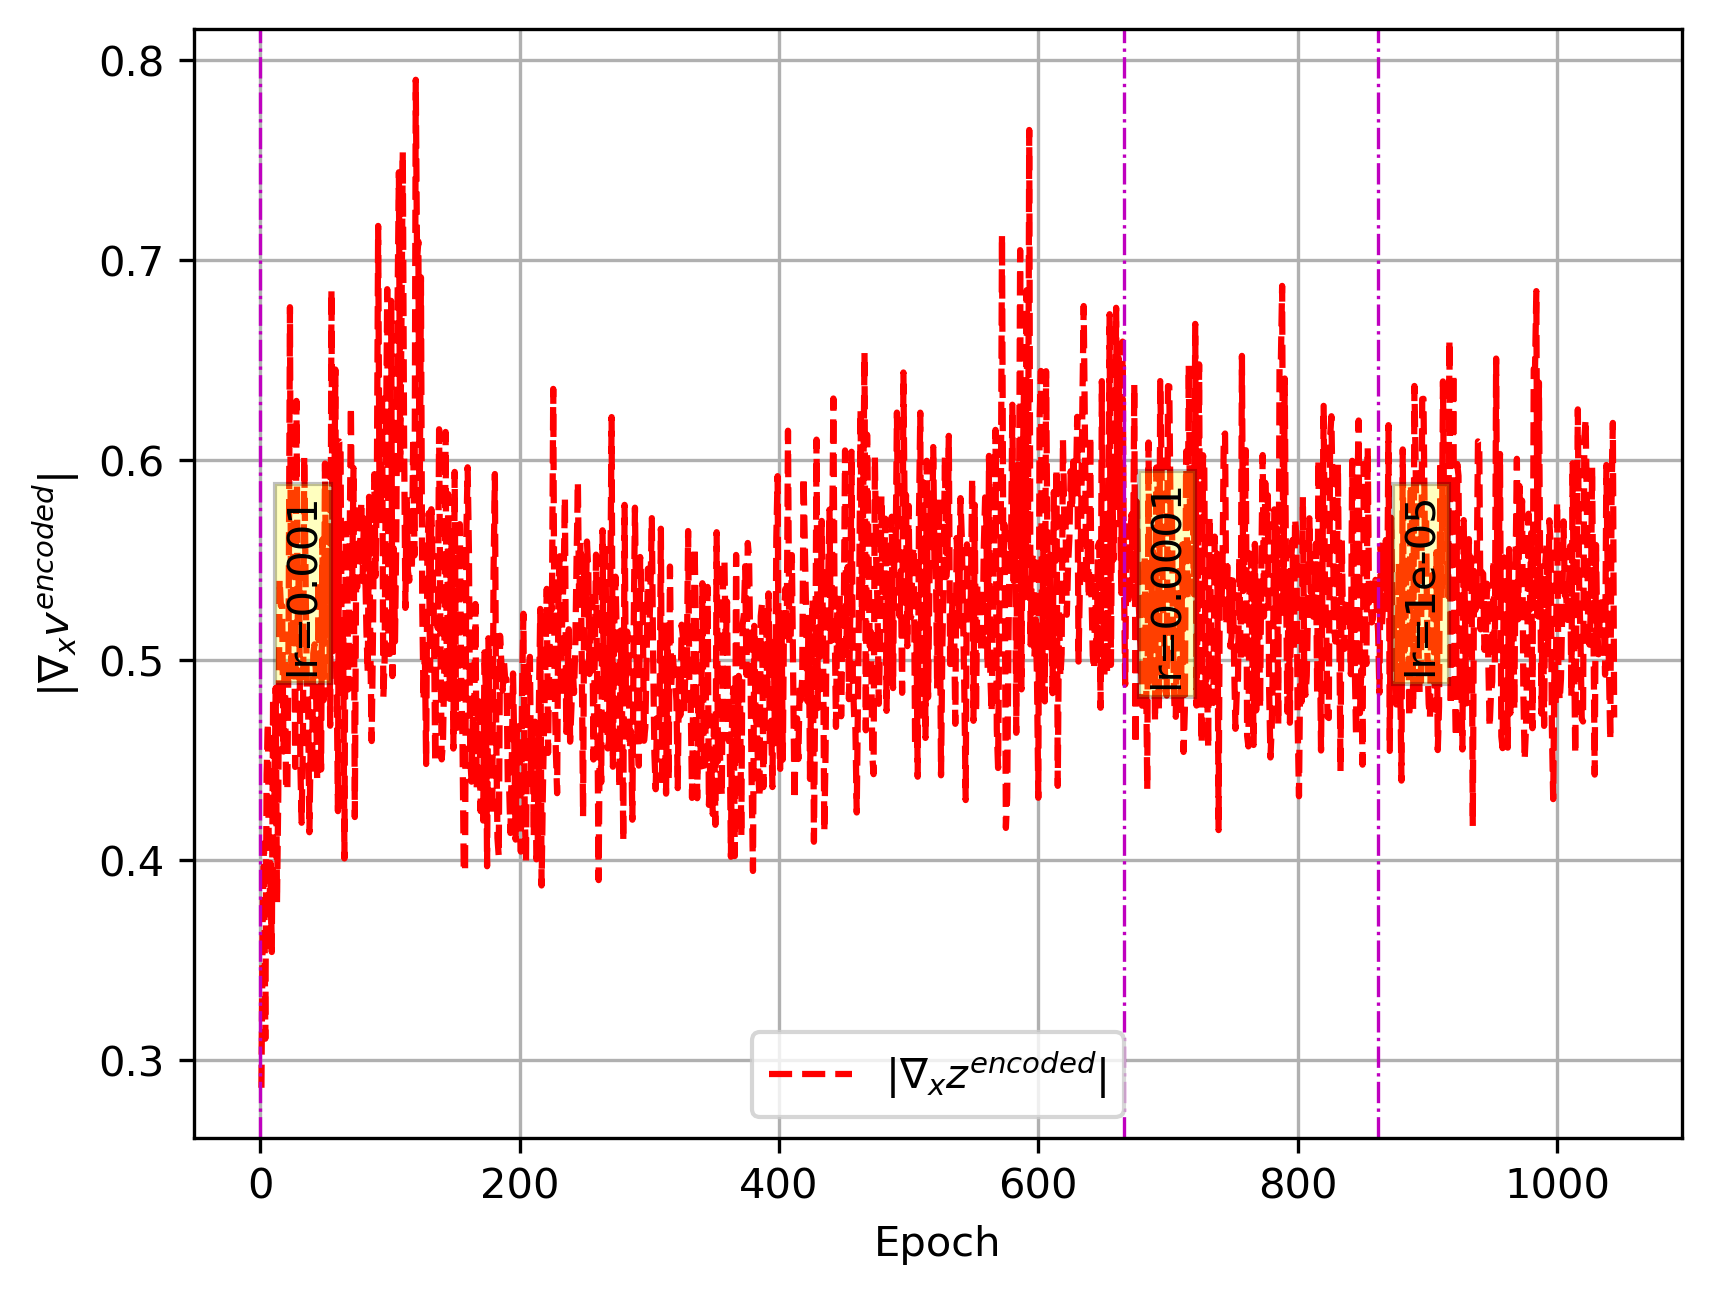 0.8
0.7
0.6
0.5
0.4
0.3
|∇ₓvᵉⁿᶜᵒᵈᵉᵈ|
lr=0.001
lr=0.0001
lr=1e-05
|∇ₓzᵉⁿᶜᵒᵈᵉᵈ|
0 200 400 600 800 1000
Epoch